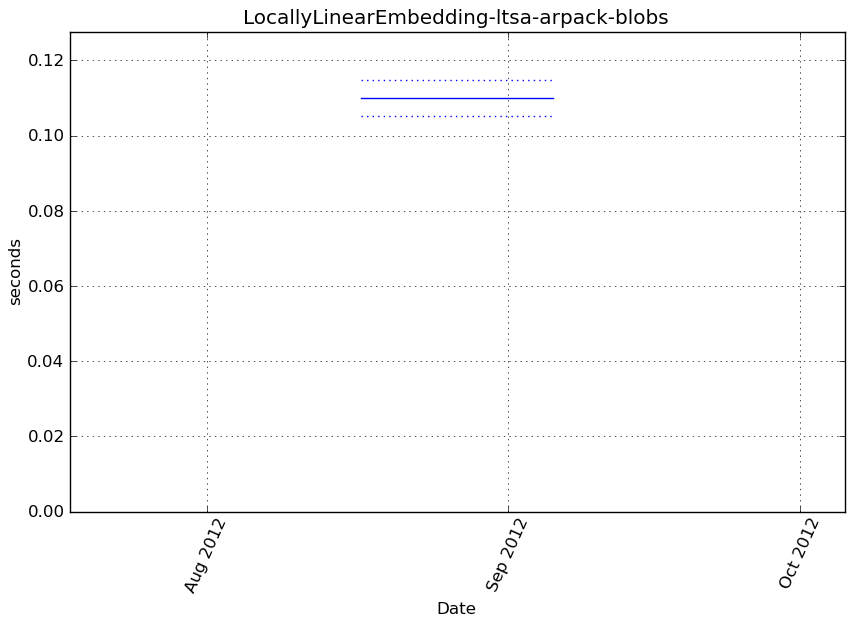 LocallyLinearEmbedding-ltsa-arpack-blobs
0.12
0.10
0.08
0.06
0.04
0.02
0.00
seconds
Aug 2012
Sep 2012
Oct 2012
Date